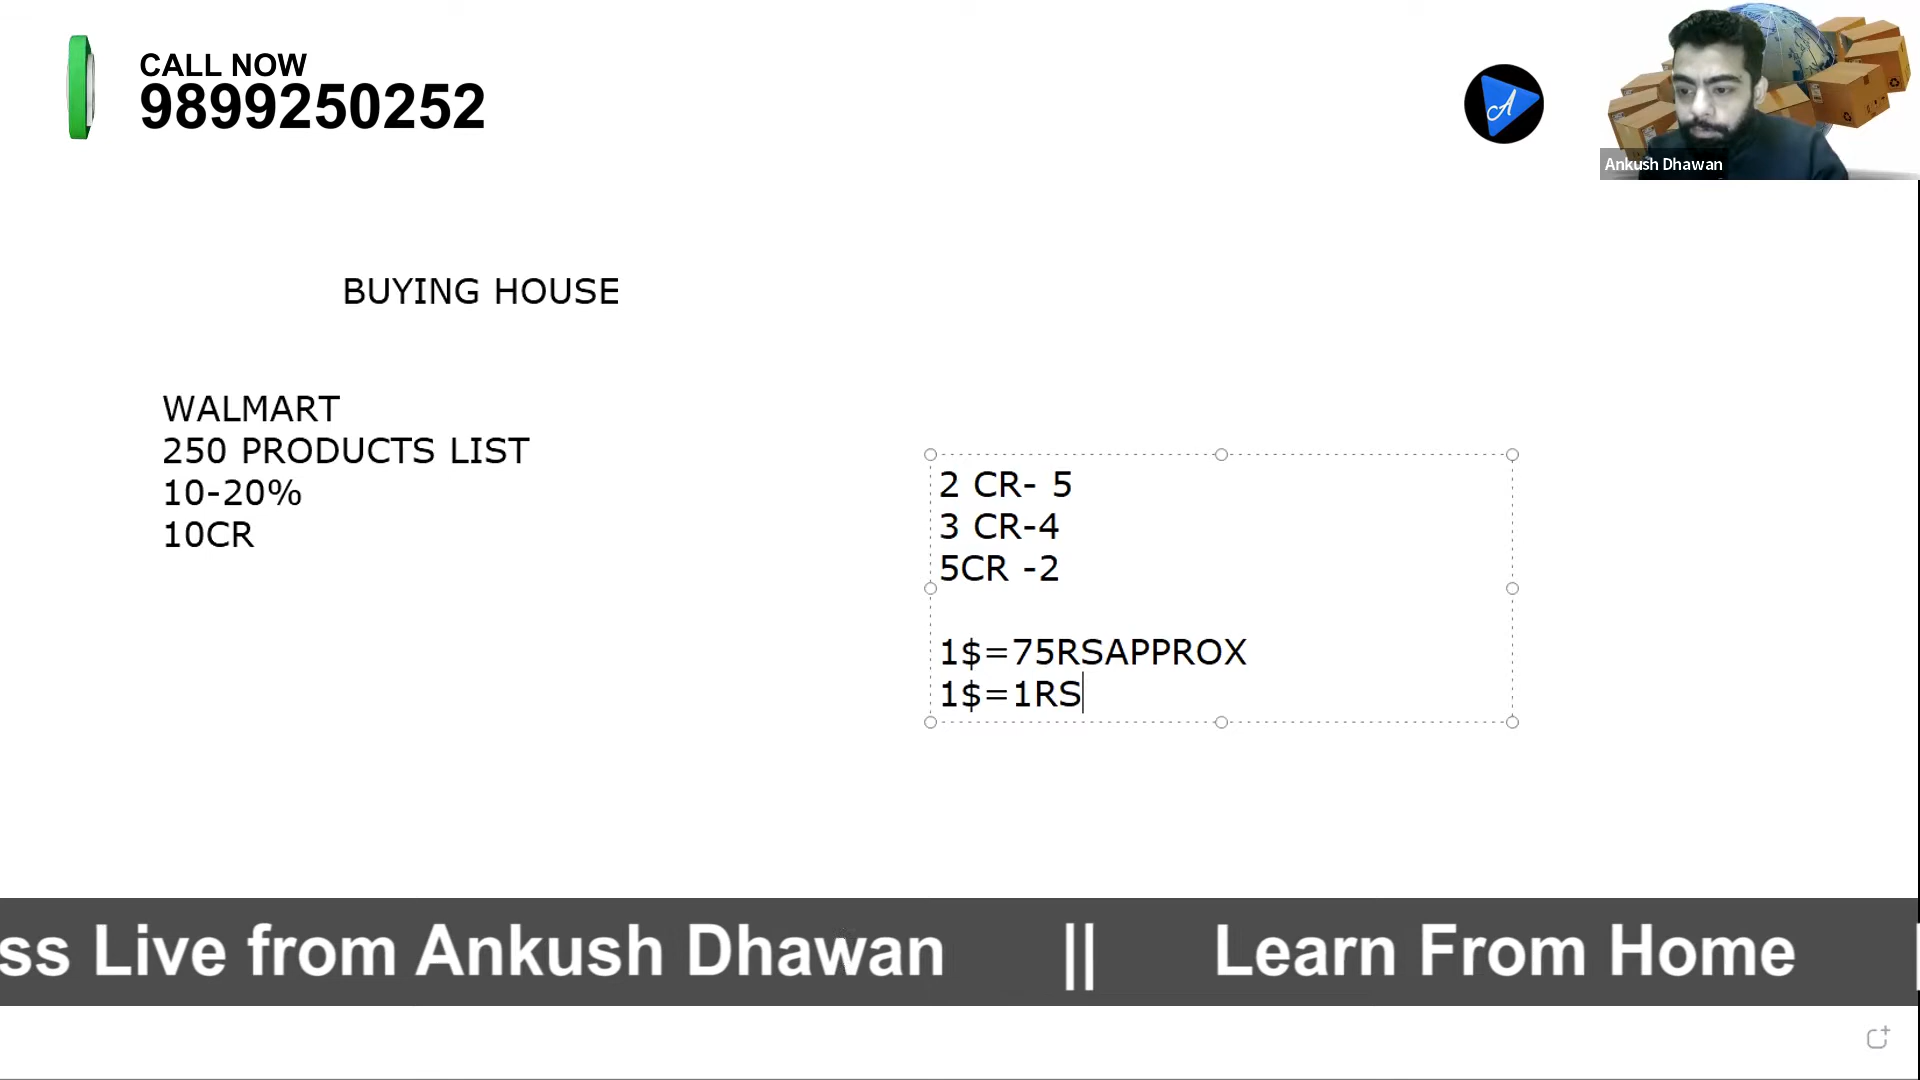 CALL NOW
9899250252
A
Ankush Dhawan
BUYING HOUSE
WALMART
250 PRODUCTS LIST
10-20%
10CR
2 CR- 5
3 CR-4
5CR -2
1$=75RSAPPROX
1$=1RS
ss Live from Ankush Dhawan || Learn From Home